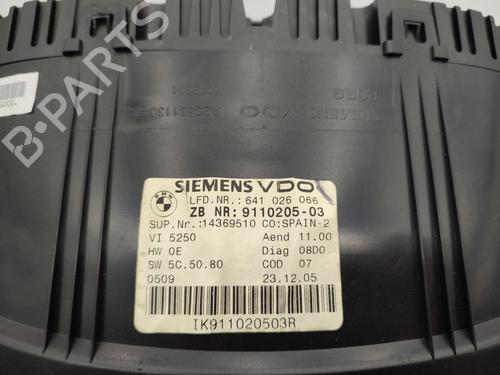 SIEMENS VDO
LFD.NR.: 641 026 066
ZB NR: 9110205-03
SUP.Nr.:14369510 CO:SPAIN-2
VI 5250 Aend 11.00
HW 0E Diag 08D0
SW 5C.50.80 COD 07
0509 23.12.05
IK911020503R
SIEMENS VDO
B-PARTS